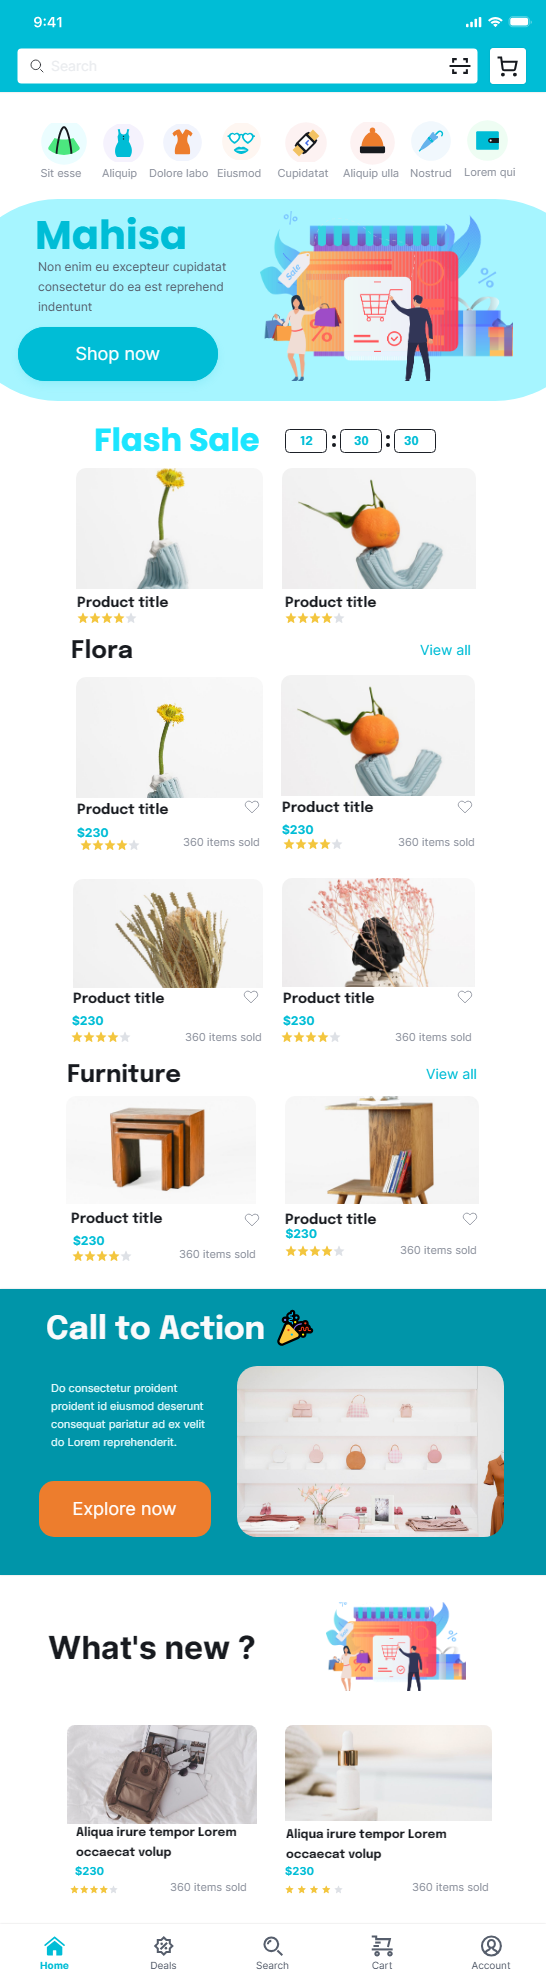 9:41
Search
Sit esse
Aliquip
Dolore labo
Eiusmod
Cupidatat
Aliquip ulla
Nostrud
Lorem qui
Mahisa
Non enim eu excepteur cupidatat
consectetur do ea est reprehend
indentunt
Shop now
Sale
%
%
%
Flash Sale
12 : 30 : 30
Product title
Product title
Flora
View all
Product title
$230
360 items sold
Product title
$230
360 items sold
Product title
$230
360 items sold
Product title
$230
360 items sold
Furniture
View all
Product title
$230
360 items sold
Product title
$230
360 items sold
Call to Action
Do consectetur proident
proident id eiusmod deserunt
consequat pariatur ad ex velit
do Lorem reprehenderit.
Explore now
What's new ?
Aliqua irure tempor Lorem
occaecat volup
$230
360 items sold
Aliqua irure tempor Lorem
occaecat volup
$230
360 items sold
Home
Deals
Search
Cart
Account